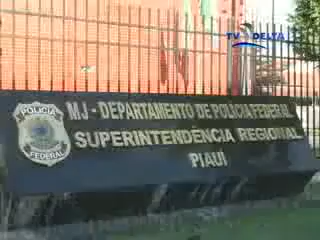 TV DELTA
POLÍCIA
FEDERAL
MJ - DEPARTAMENTO DE POLÍCIA FEDERAL
SUPERINTENDÊNCIA REGIONAL
PIAUÍ